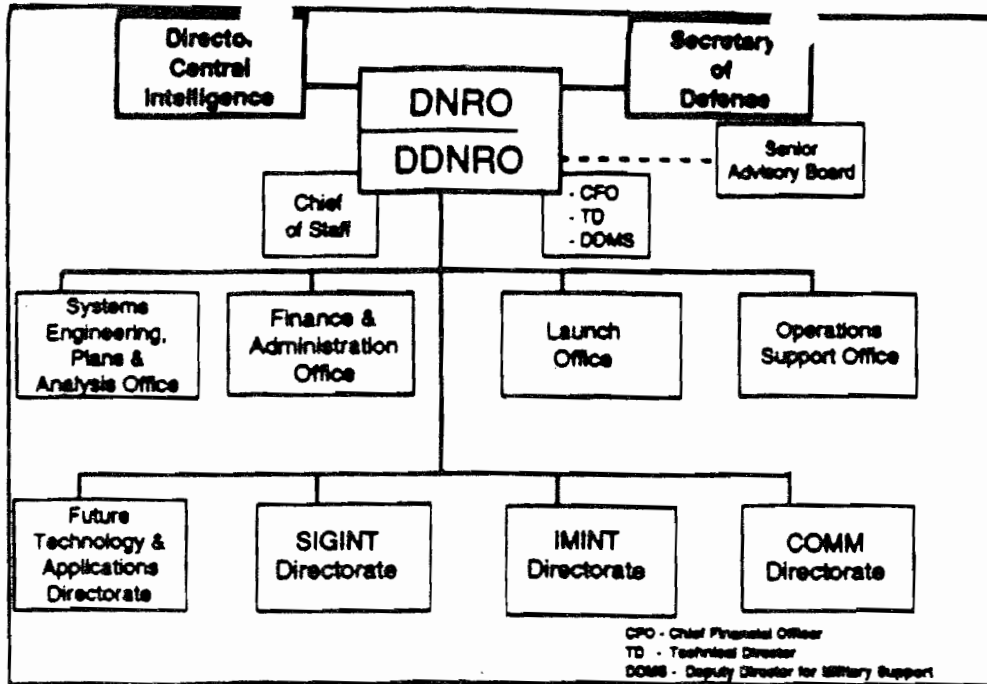 Director
Central
Intelligence
Secretary
of
Defense
DNRO
DDNRO
Senior
Advisory Board
Chief
of Staff
- CFO
- TD
- DDMS
Systems
Engineering,
Plans &
Analysis Office
Finance &
Administration
Office
Launch
Office
Operations
Support Office
Future
Technology &
Applications
Directorate
SIGINT
Directorate
IMINT
Directorate
COMM
Directorate
CFO - Chief Financial Officer
TD - Technical Director
DDMS - Deputy Director for Military Support